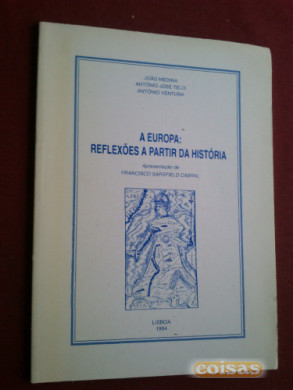 JOÃO MEDINA
ANTÓNIO JOSÉ TELO
ANTÓNIO VENTURA
A EUROPA:
REFLEXÕES A PARTIR DA HISTÓRIA
Apresentação de
FRANCISCO SARSFIELD CABRAL
LISBOA
1994
coisas